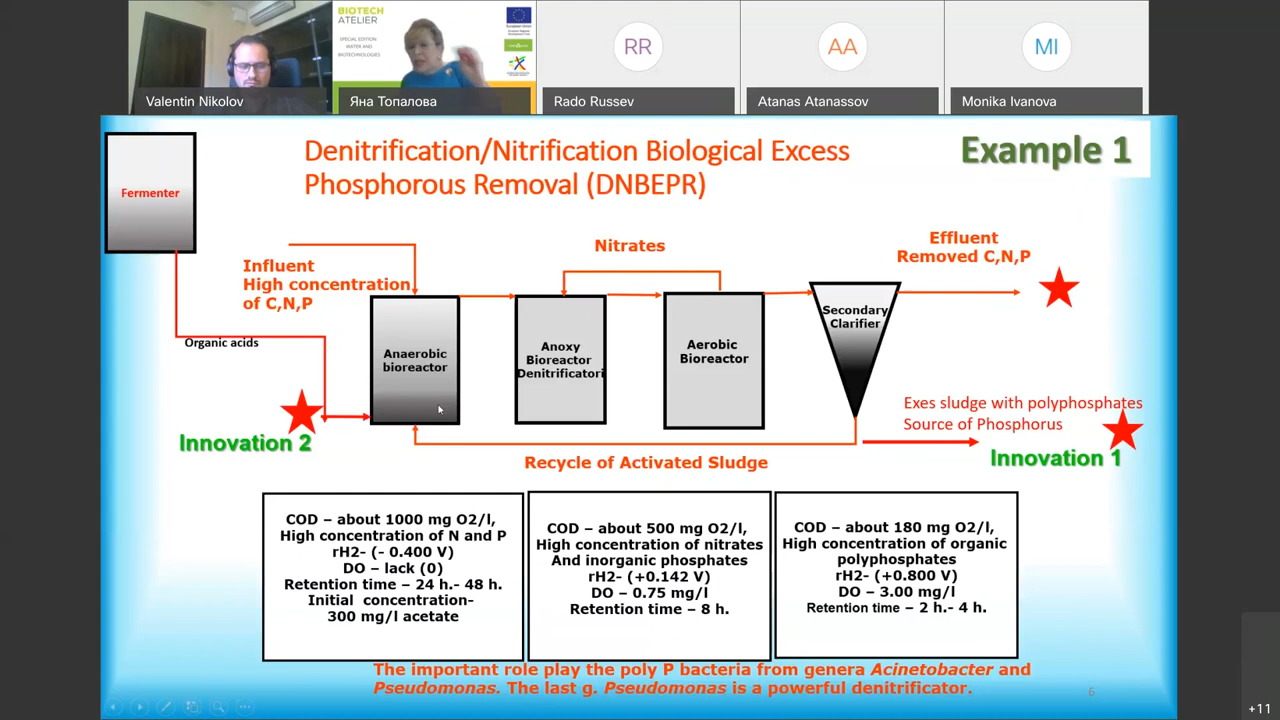 BIOTECH
ATELIER
SPECIAL EDITION
WATER AND
BIOTECHNOLOGIES
RR
AA
MI
Valentin Nikolov
Яна Топалова
Rado Russev
Atanas Atanassov
Monika Ivanova
Fermenter
Denitrification/Nitrification Biological Excess
Phosphorous Removal (DNBEPR)
Example 1
Influent
High concentration
of C,N,P
Nitrates
Effluent
Removed C,N,P
Organic acids
Anaerobic
bioreactor
Anoxy
Bioreactor
Denitrificatori
Aerobic
Bioreactor
Secondary
Clarifier
Exes sludge with polyphosphates
Source of Phosphorus
Innovation 2
Innovation 1
Recycle of Activated Sludge
COD – about 1000 mg O2/l,
High concentration of N and P
rH2- (- 0.400 V)
DO – lack (0)
Retention time – 24 h.- 48 h.
Initial concentration-
300 mg/l acetate
COD – about 500 mg O2/l,
High concentration of nitrates
And inorganic phosphates
rH2- (+0.142 V)
DO – 0.75 mg/l
Retention time – 8 h.
COD – about 180 mg O2/l,
High concentration of organic
polyphosphates
rH2- (+0.800 V)
DO – 3.00 mg/l
Retention time – 2 h.- 4 h.
The important role play the poly P bacteria from genera Acinetobacter and
Pseudomonas. The last g. Pseudomonas is a powerful denitrificator.
6
+11